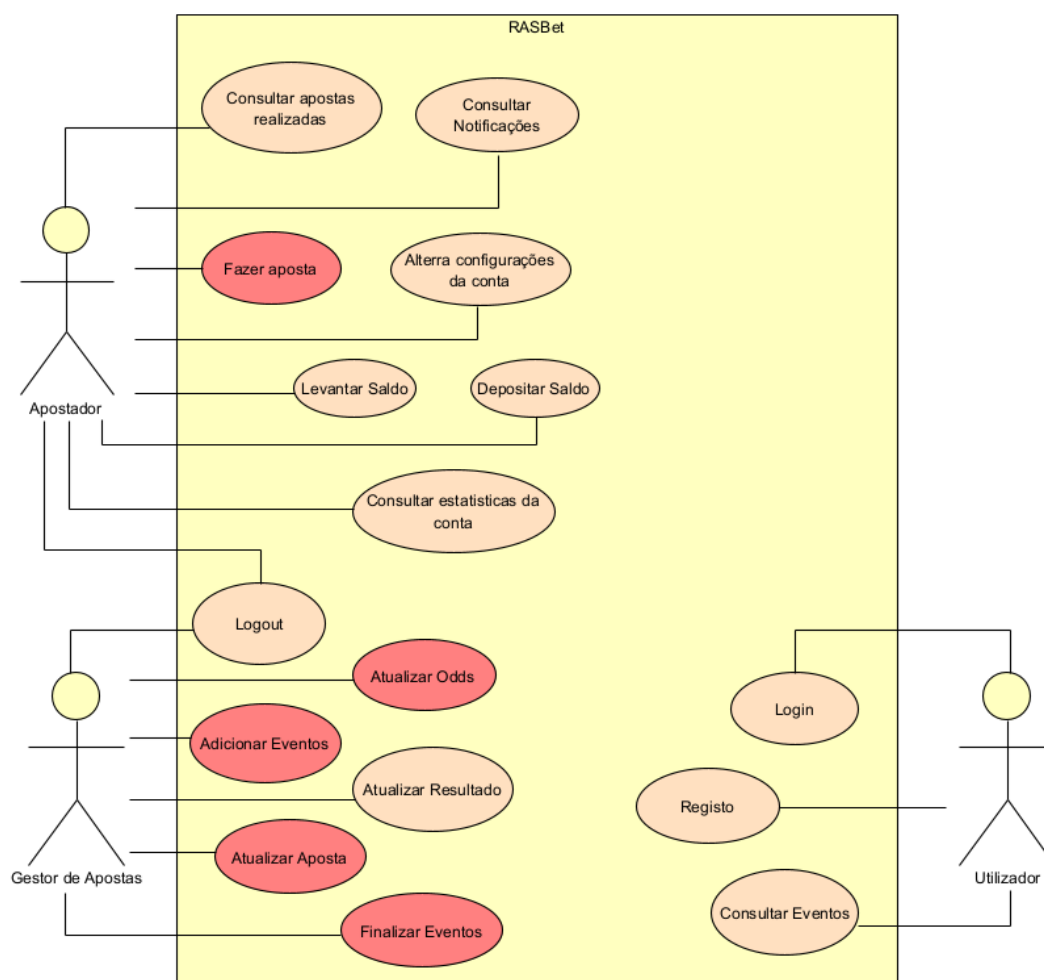 RASBet
Consultar apostas
realizadas
Consultar
Notificações
Fazer aposta
Alterra configurações
da conta
Levantar Saldo
Depositar Saldo
Apostador
Consultar estatisticas da
conta
Logout
Atualizar Odds
Login
Adicionar Eventos
Atualizar Resultado
Registo
Atualizar Aposta
Gestor de Apostas
Utilizador
Consultar Eventos
Finalizar Eventos